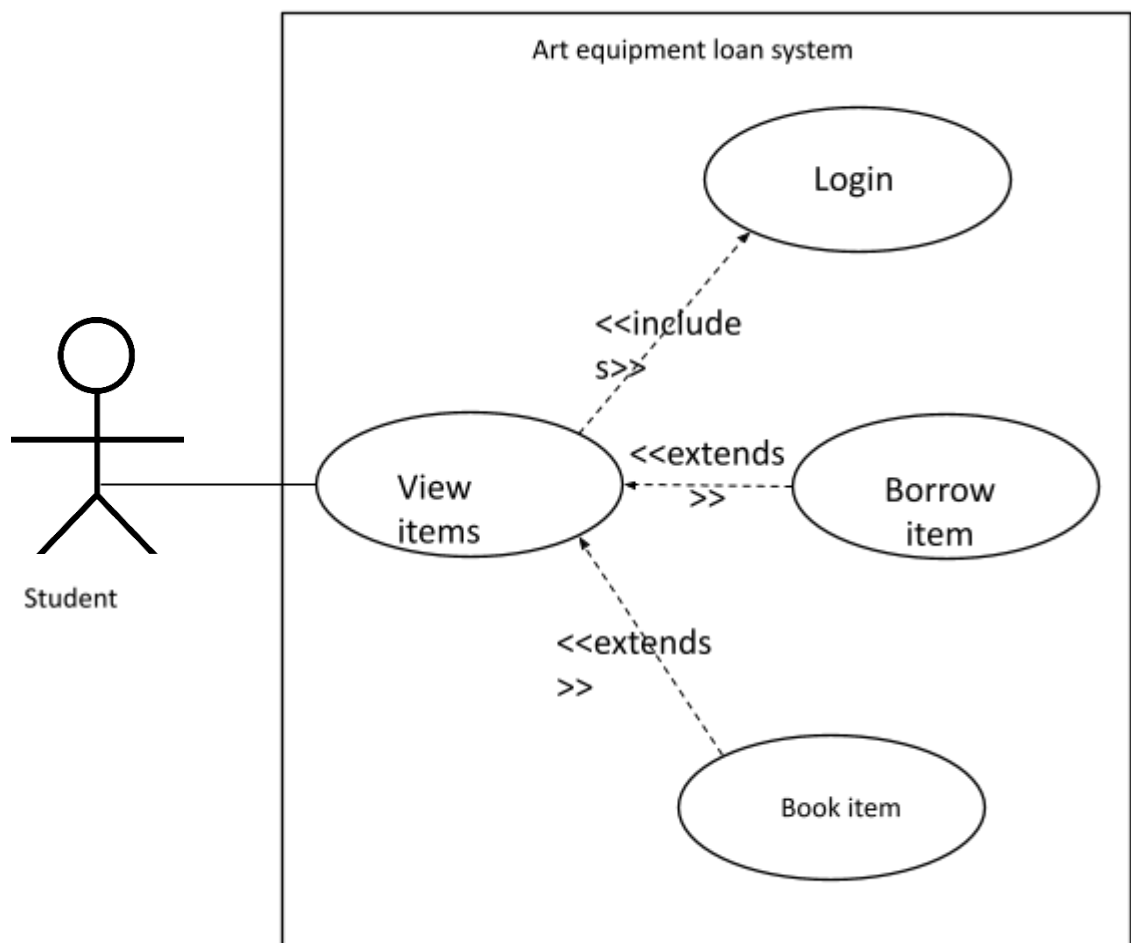 Art equipment loan system
Login
<<include
s>>
<<extends
>>
View
items
Borrow
item
Student
<<extends
>>
Book item